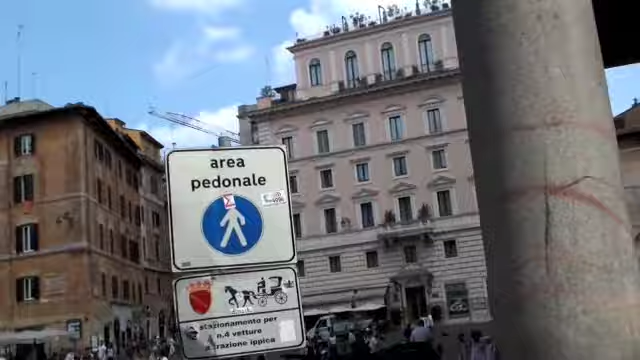 area
pedonale
stazionamento per
n.4 vetture
trazione ippica